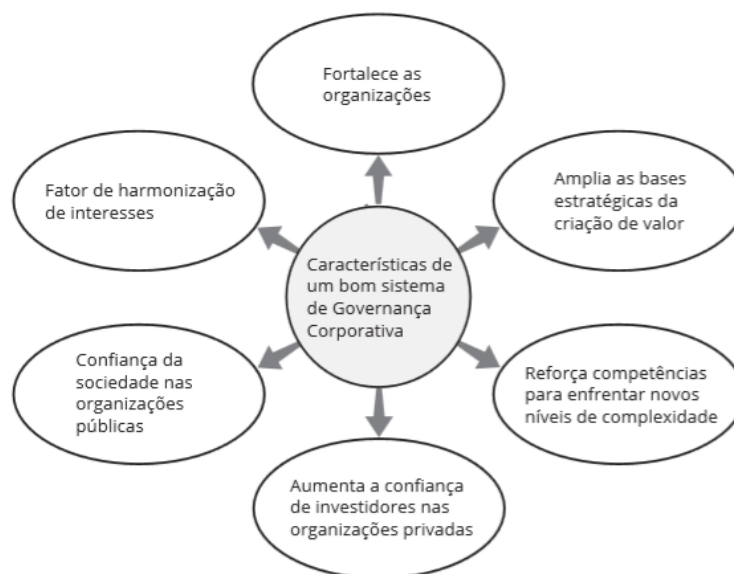 Fortalece as
organizações
Fator de harmonização
de interesses
Amplia as bases
estratégicas da
criação de valor
Características de
um bom sistema
de Governança
Corporativa
Confiança da
sociedade nas
organizações
públicas
Reforça competências
para enfrentar novos
níveis de complexidade
Aumenta a confiança
de investidores nas
organizações privadas